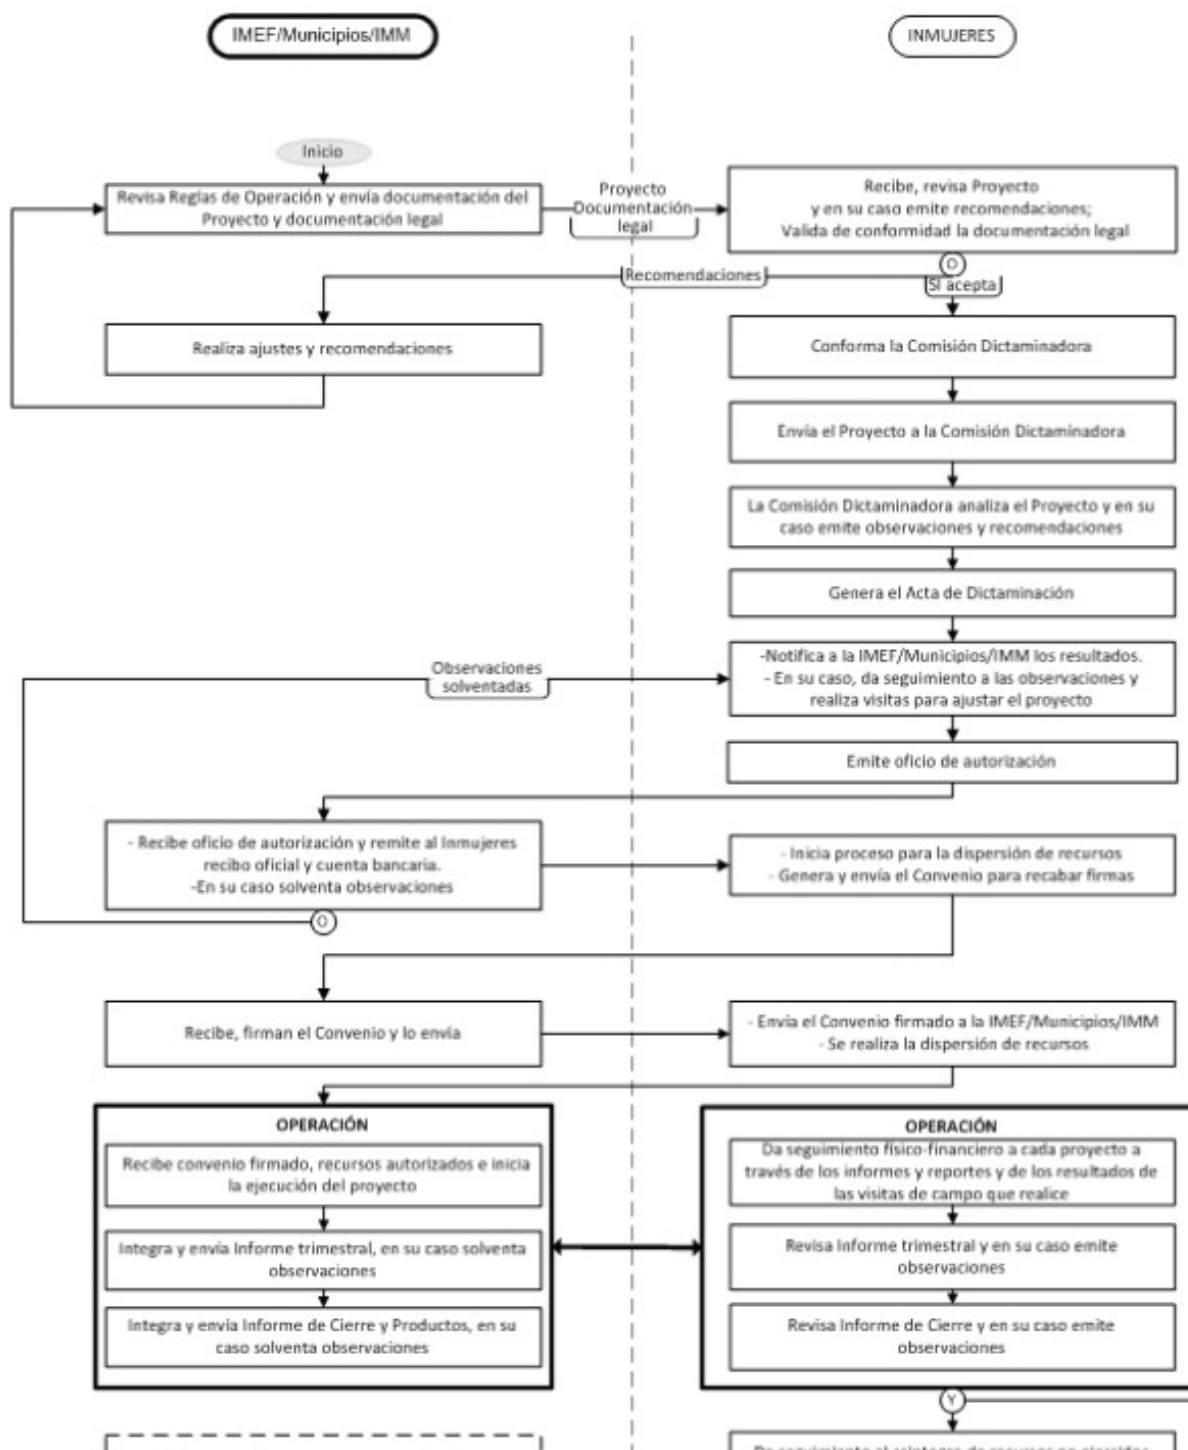 IMEF/Municipios/IMM
INMUJERES
Inicio
Revisa Reglas de Operación y envía documentación del
Proyecto y documentación legal
Proyecto
Documentación
legal
Recibe, revisa Proyecto
y en su caso emite recomendaciones;
Valida de conformidad la documentación legal
O
Recomendaciones
SI acepta
Realiza ajustes y recomendaciones
Conforma la Comisión Dictaminadora
Envía el Proyecto a la Comisión Dictaminadora
La Comisión Dictaminadora analiza el Proyecto y en su
caso emite observaciones y recomendaciones
Genera el Acta de Dictaminación
Observaciones
solventadas
-Notifica a la IMEF/Municipios/IMM los resultados.
- En su caso, da seguimiento a las observaciones y
realiza visitas para ajustar el proyecto
Emite oficio de autorización
- Recibe oficio de autorización y remite al Inmujeres
recibo oficial y cuenta bancaria.
-En su caso solventa observaciones
O
- Inicia proceso para la dispersión de recursos
- Genera y envía el Convenio para recabar firmas
Recibe, firman el Convenio y lo envía
- Envía el Convenio firmado a la IMEF/Municipios/IMM
- Se realiza la dispersión de recursos
OPERACIÓN
Recibe convenio firmado, recursos autorizados e inicia
la ejecución del proyecto
Integra y envía Informe trimestral, en su caso solventa
observaciones
Integra y envía Informe de Cierre y Productos, en su
caso solventa observaciones
OPERACIÓN
Da seguimiento físico-financiero a cada proyecto a
través de los informes y reportes y de los resultados de
las visitas de campo que realice
Revisa Informe trimestral y en su caso emite
observaciones
Revisa Informe de Cierre y en su caso emite
observaciones
Y
Da seguimiento al reintegro de recursos no ejercidos